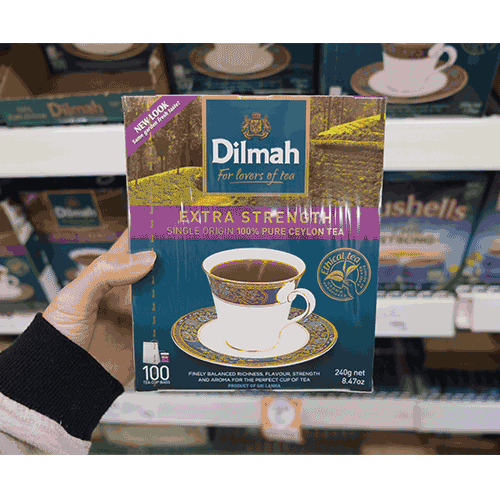 NEW LOOK
Same garden fresh taste!
Dilmah
For lovers of tea
EXTRA STRENGTH
SINGLE ORIGIN 100% PURE CEYLON TEA
Ethical tea
100
TEA CUP BAGS
FINELY BALANCED RICHNESS, FLAVOUR, STRENGTH
AND AROMA FOR THE PERFECT CUP OF TEA
PRODUCT OF SRI LANKA
240g net
8.47oz
ushells